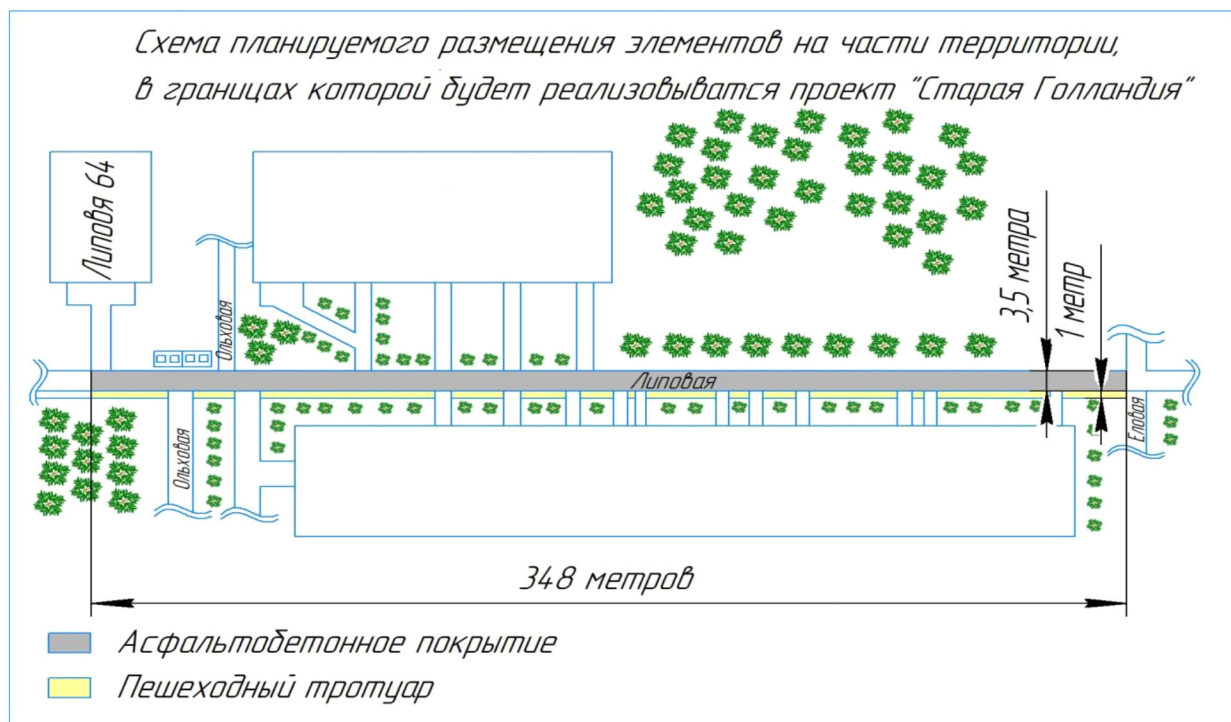 Схема планируемого размещения элементов на части территории,
в границах которой будет реализовыватся проект "Старая Голландия"
Липовя 64
Ольховая
3,5 метра
1 метр
Липовая
Ольховая
Еловая
348 метров
Асфальтобетонное покрытие
Пешеходный тротуар